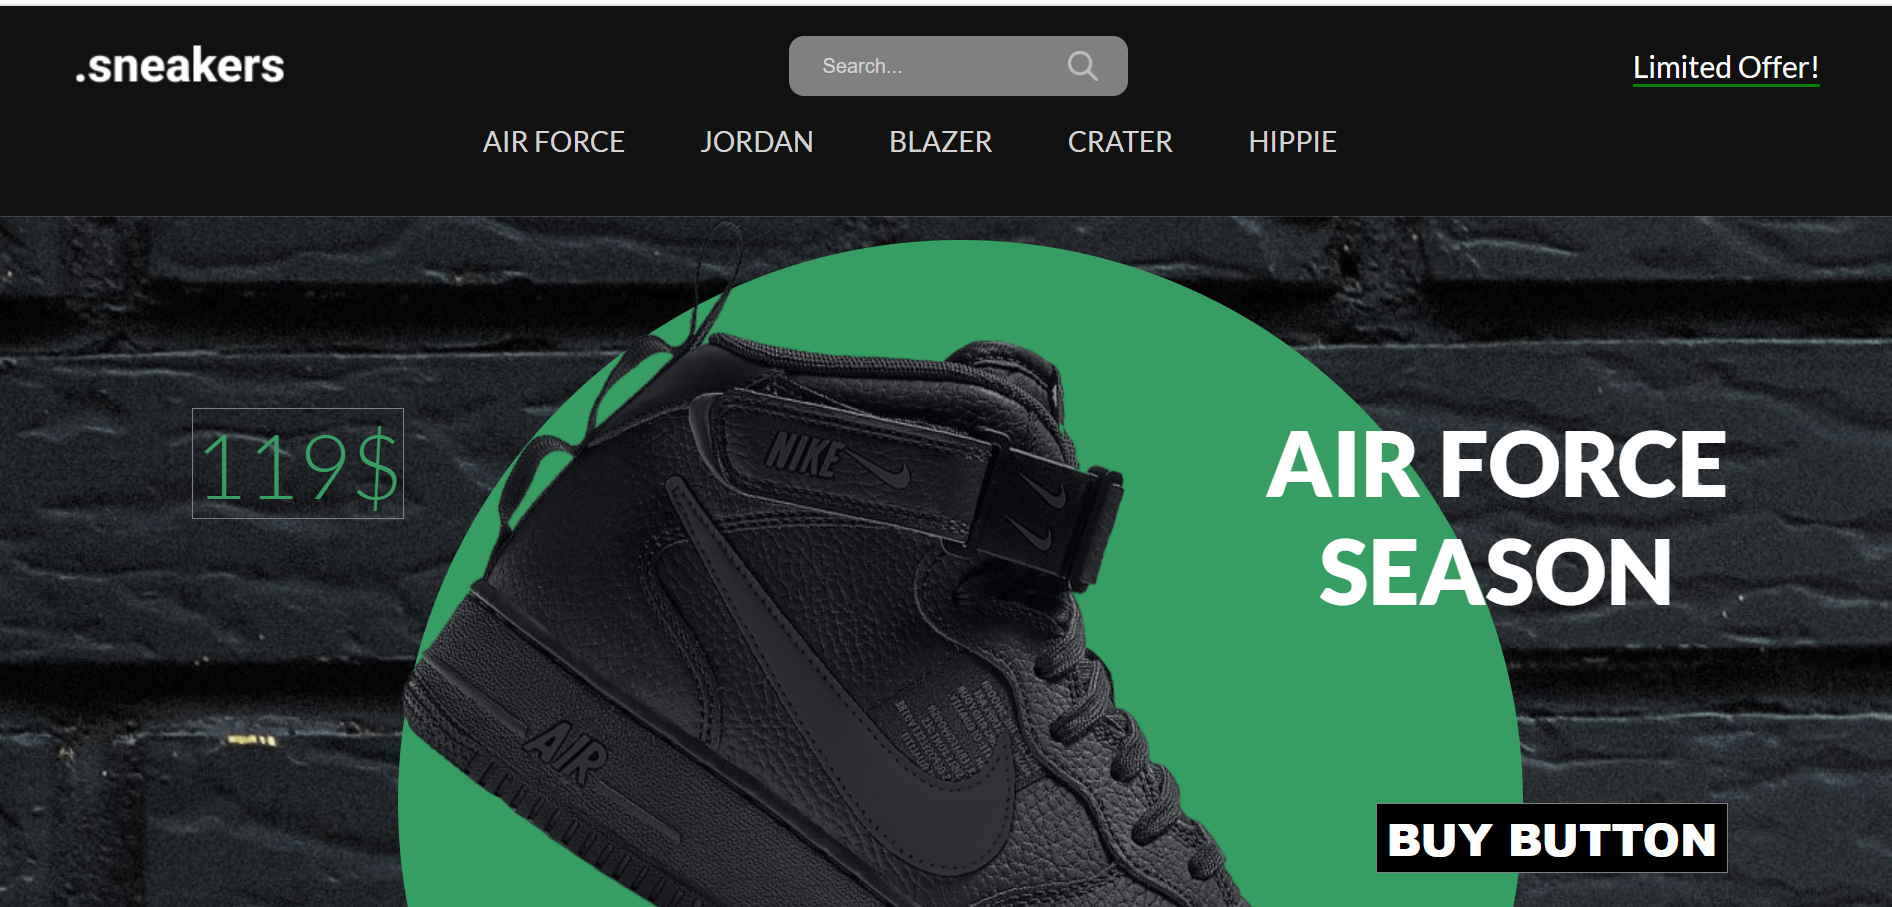 .sneakers
Search...
Limited Offer!
AIR FORCE JORDAN BLAZER CRATER HIPPIE
119$
AIR FORCE
SEASON
NIKE
AIR
BUY BUTTON